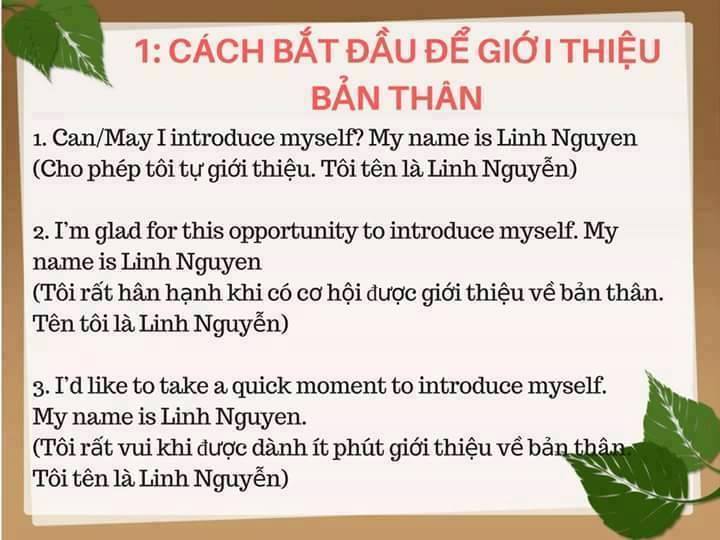 1: CÁCH BẮT ĐẦU ĐỂ GIỚI THIỆU
BẢN THÂN
1. Can/May I introduce myself? My name is Linh Nguyen
(Cho phép tôi tự giới thiệu. Tôi tên là Linh Nguyễn)
2. I'm glad for this opportunity to introduce myself. My
name is Linh Nguyen
(Tôi rất hân hạnh khi có cơ hội được giới thiệu về bản thân.
Tên tôi là Linh Nguyễn)
3. I'd like to take a quick moment to introduce myself.
My name is Linh Nguyen.
(Tôi rất vui khi được dành ít phút giới thiệu về bản thân.
Tôi tên là Linh Nguyễn)